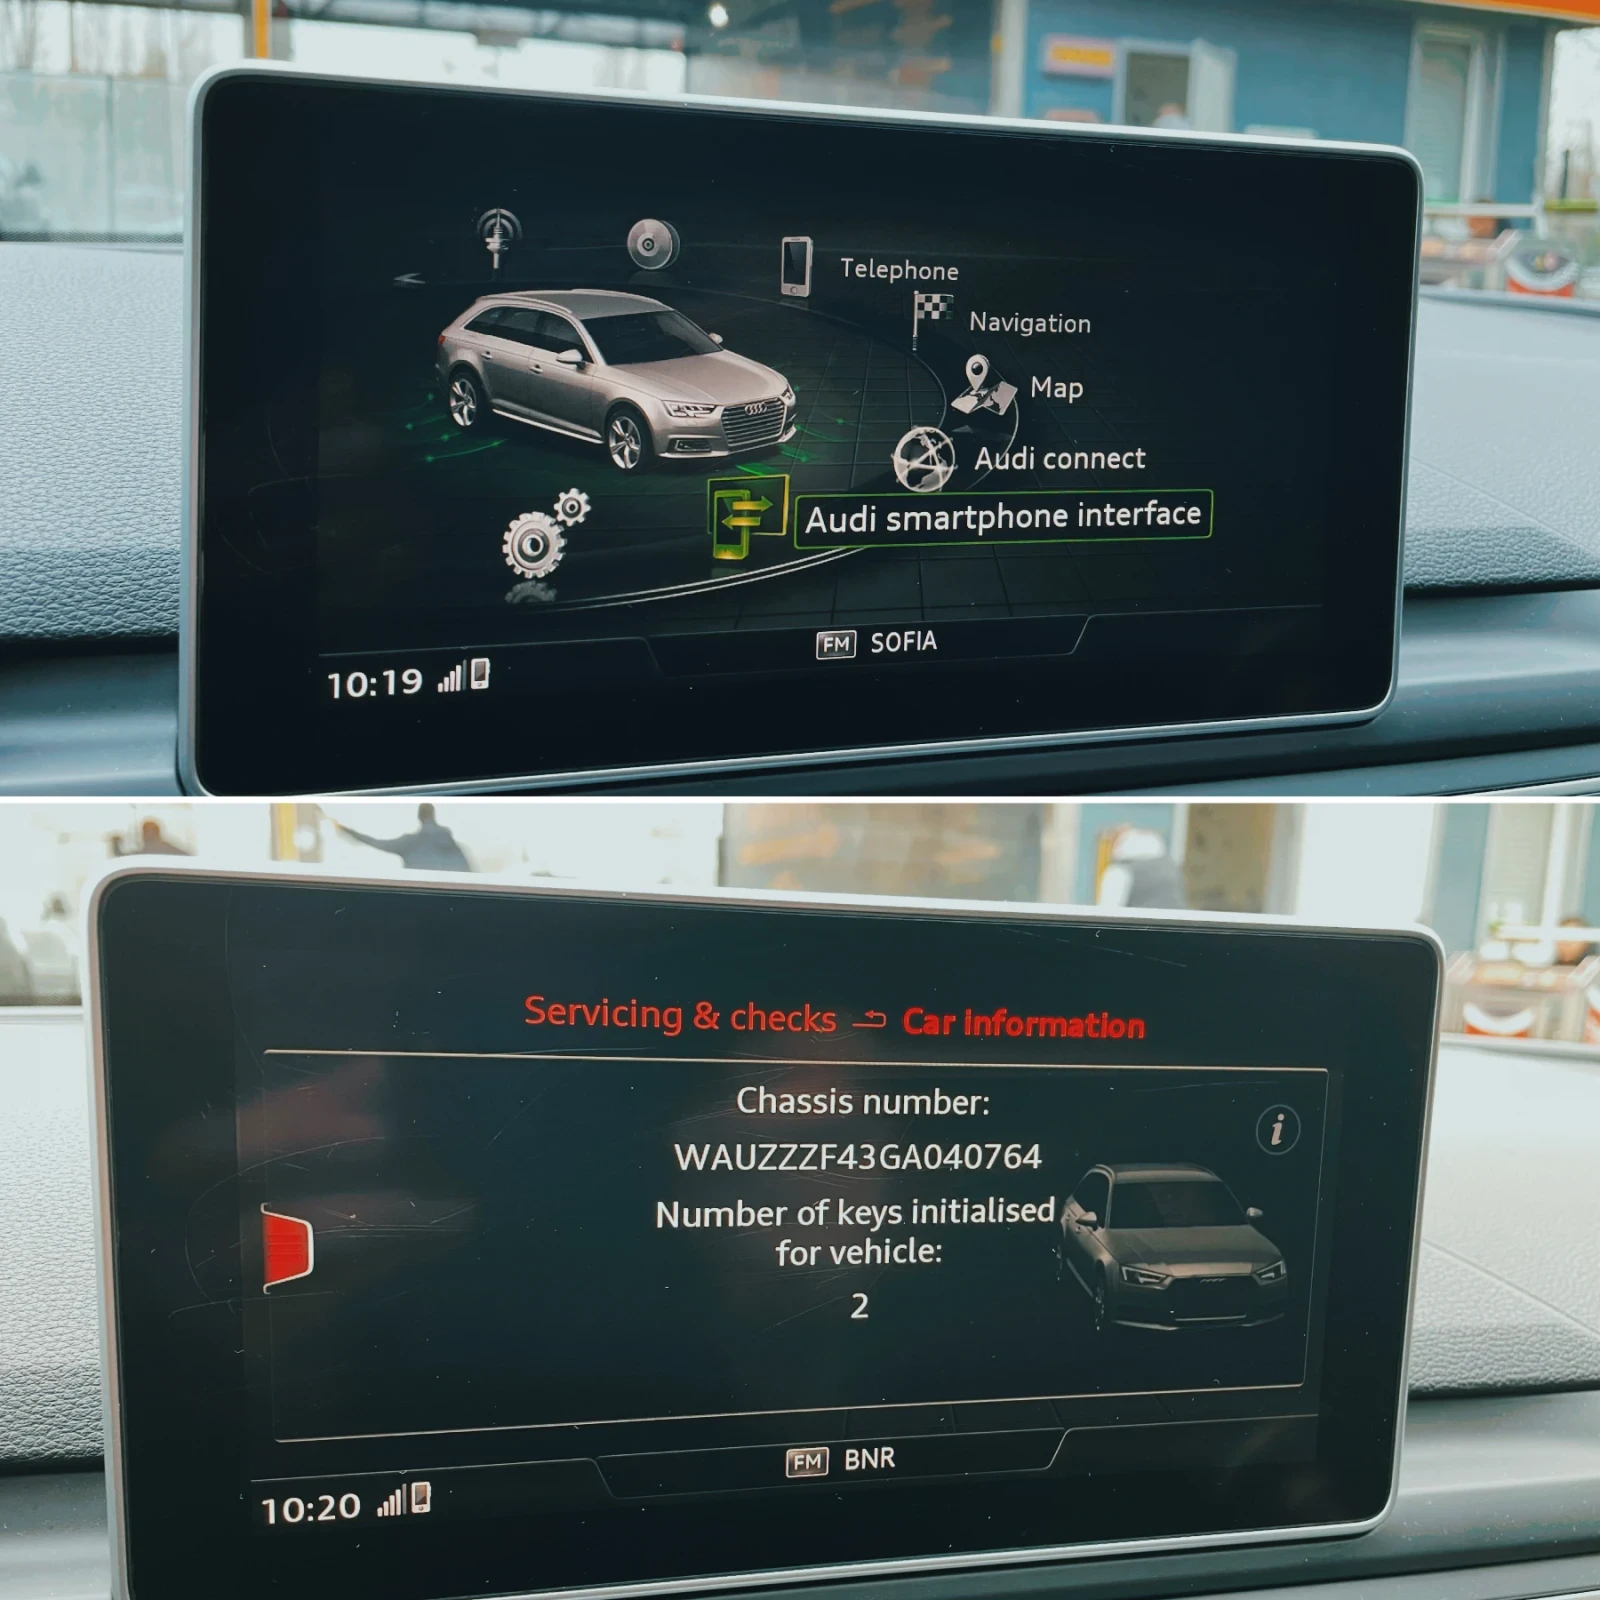 Telephone
Navigation
Map
Audi connect
Audi smartphone interface
FM SOFIA
10:19
Servicing & checks Car information
Chassis number:
WAUZZZF43GA040764
Number of keys initialised
for vehicle:
2
i
FM BNR
10:20